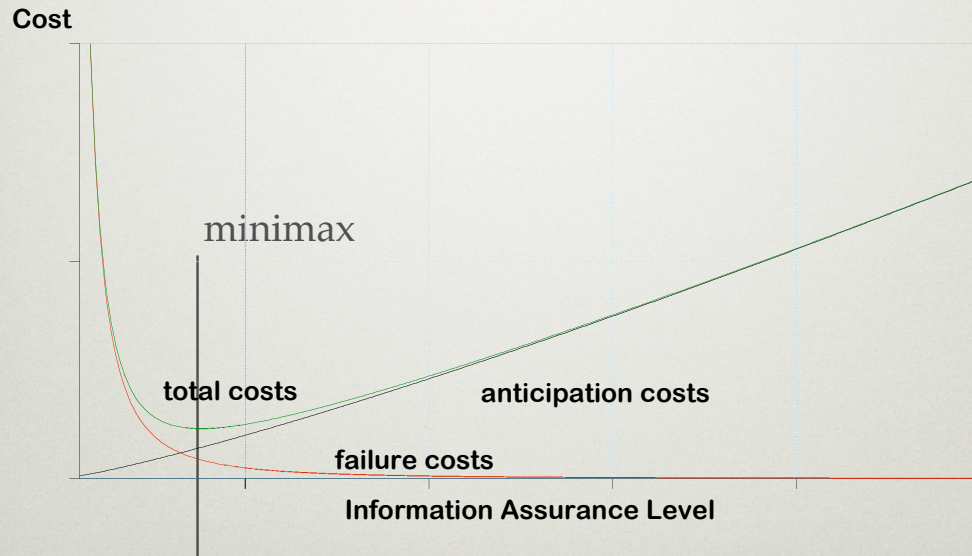 Cost
minimax
total costs
anticipation costs
failure costs
Information Assurance Level